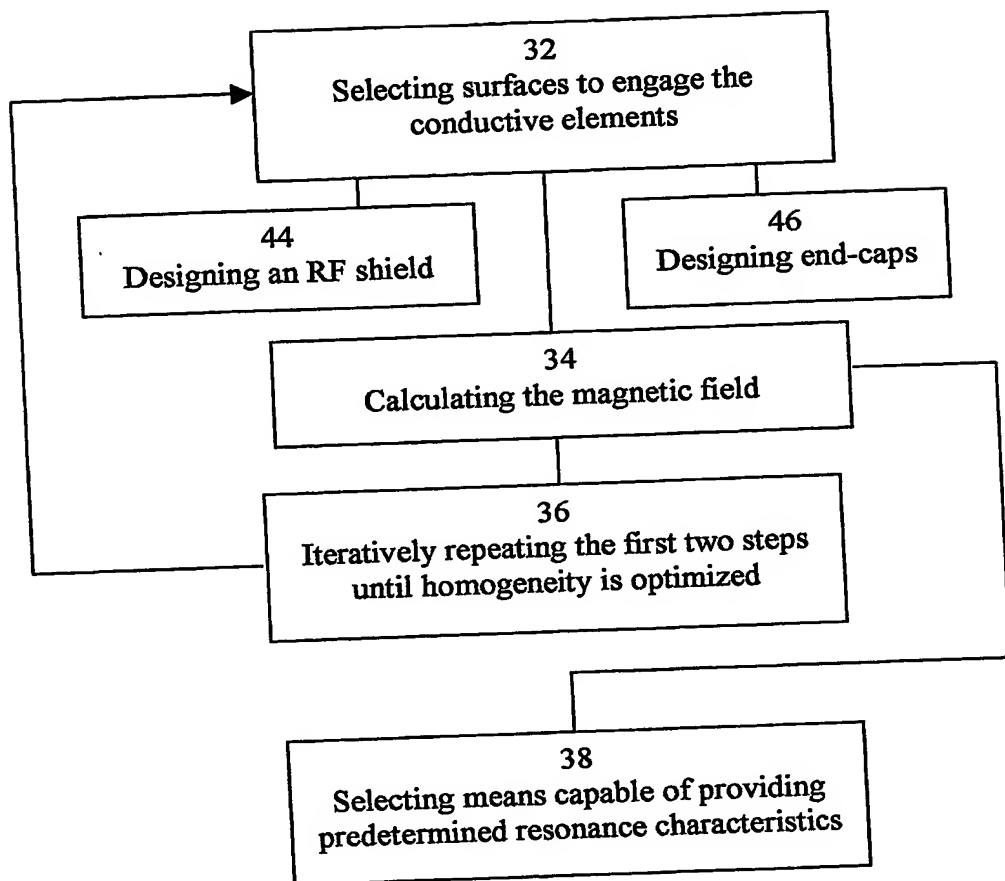 32
Selecting surfaces to engage the
conductive elements
44
Designing an RF shield
46
Designing end-caps
34
Calculating the magnetic field
36
Iteratively repeating the first two steps
until homogeneity is optimized
38
Selecting means capable of providing
predetermined resonance characteristics